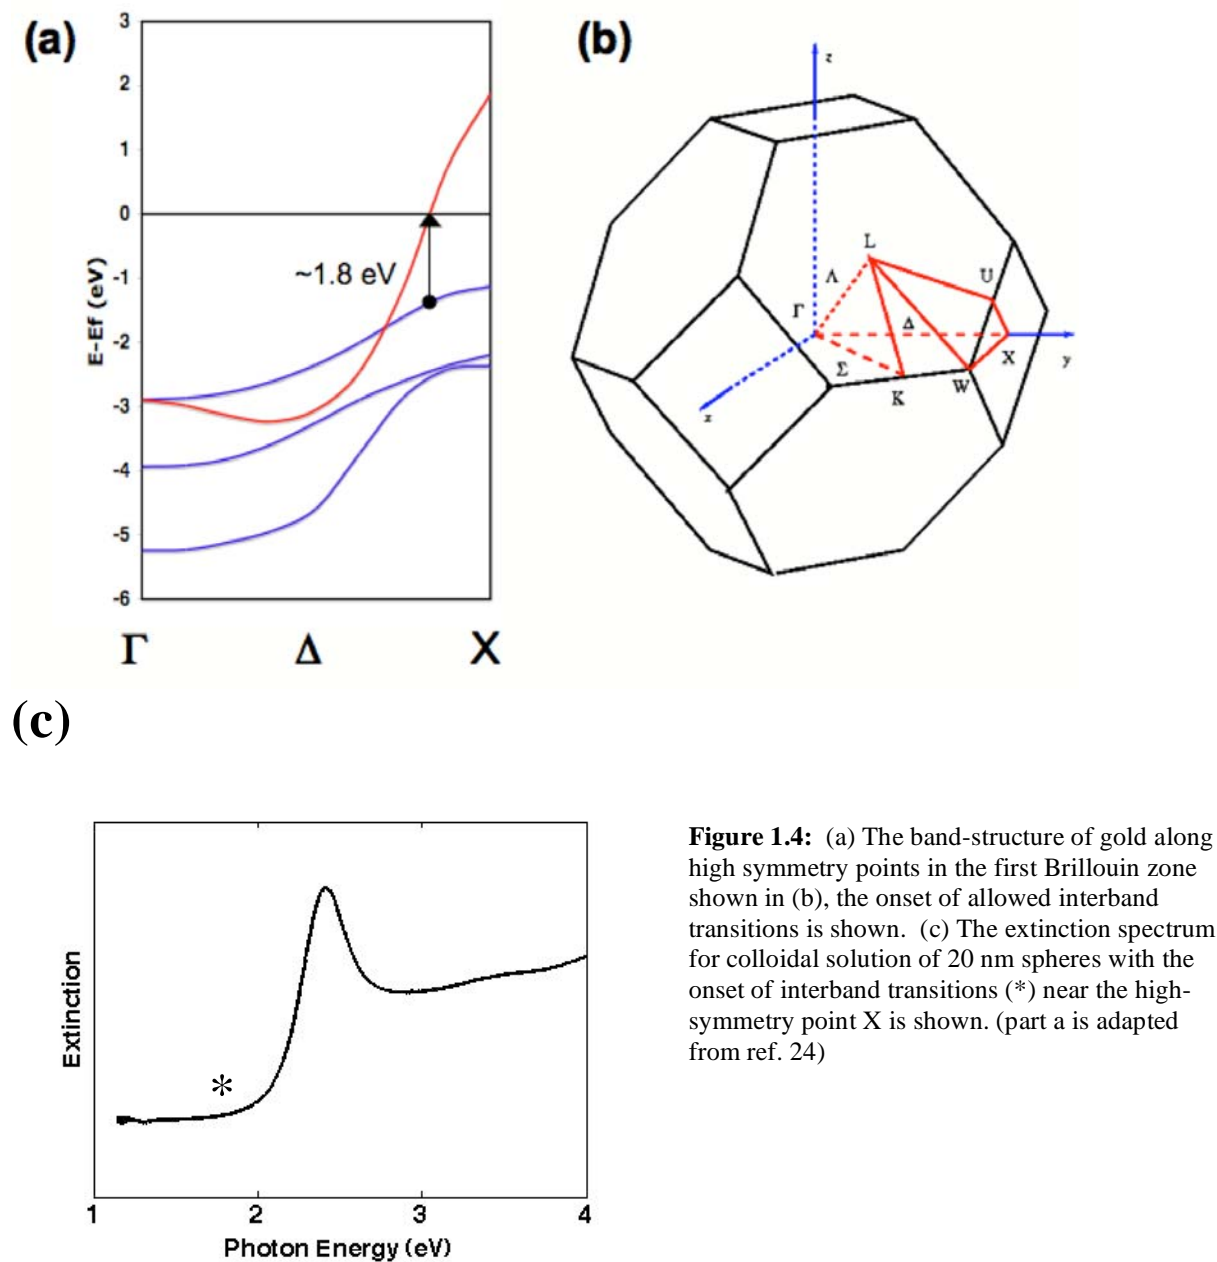 (a)
3
2
1
0
-1
-2
-3
-4
-5
-6
E-Ef (eV)
~1.8 eV
Γ Δ X
(b)
z
L
Λ
U
Γ
Δ
X
y
Σ
K
W
x
(c)
Extinction
*
1 2 3 4
Photon Energy (eV)
Figure 1.4: (a) The band-structure of gold along
high symmetry points in the first Brillouin zone
shown in (b), the onset of allowed interband
transitions is shown. (c) The extinction spectrum
for colloidal solution of 20 nm spheres with the
onset of interband transitions (*) near the high-
symmetry point X is shown. (part a is adapted
from ref. 24)